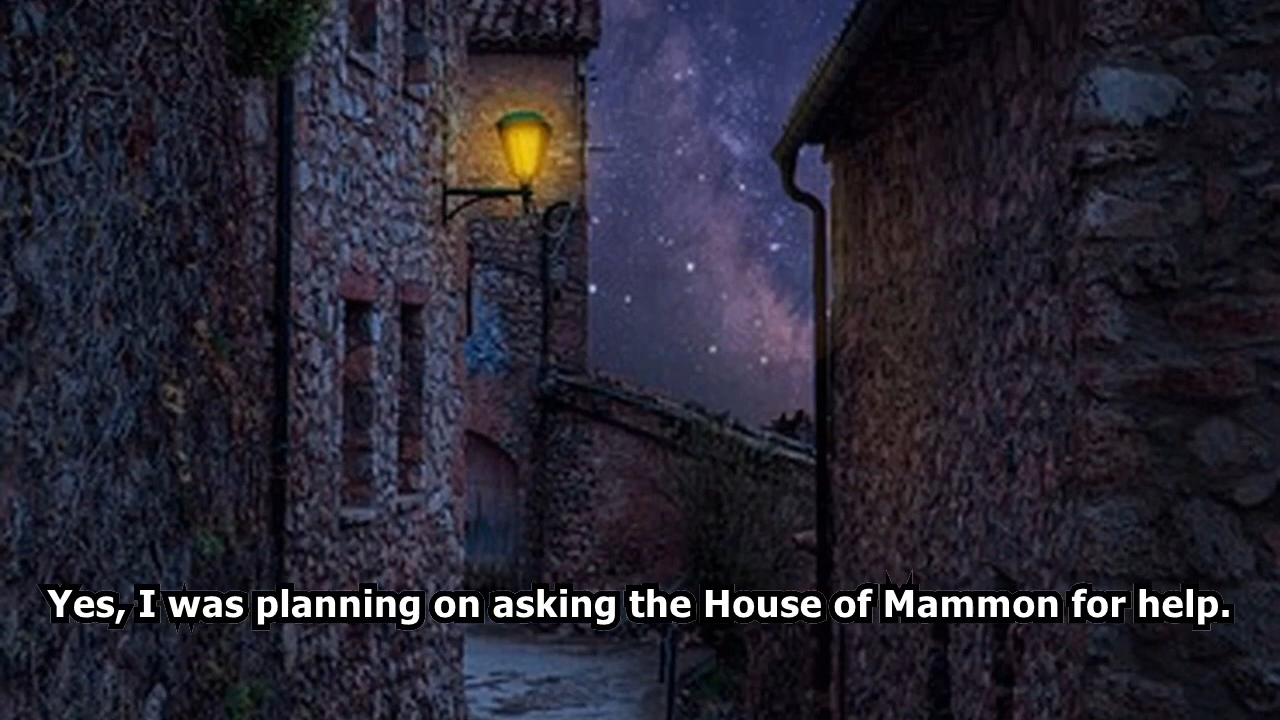 Yes, I was planning on asking the House of Mammon for help.